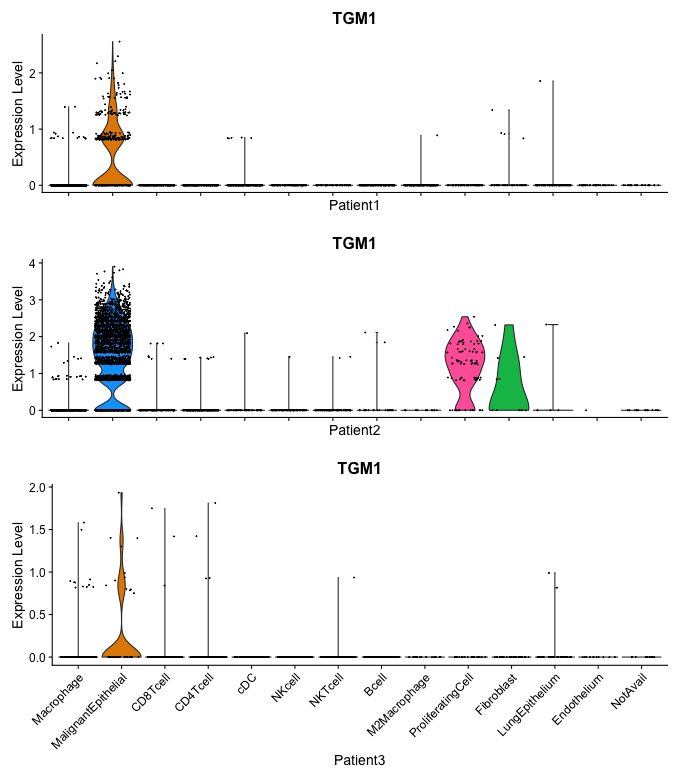 TGM1
Expression Level
2
1
0
Patient1
TGM1
Expression Level
4
3
2
1
0
Patient2
TGM1
Expression Level
2.0
1.5
1.0
0.5
0.0
Macrophage
MalignantEpithelial
CD8Tcell
CD4Tcell
cDC
NKcell
NKTcell
Bcell
M2Macrophage
ProliferatingCell
Fibroblast
LungEpithelium
Endothelium
NotAvail
Patient3